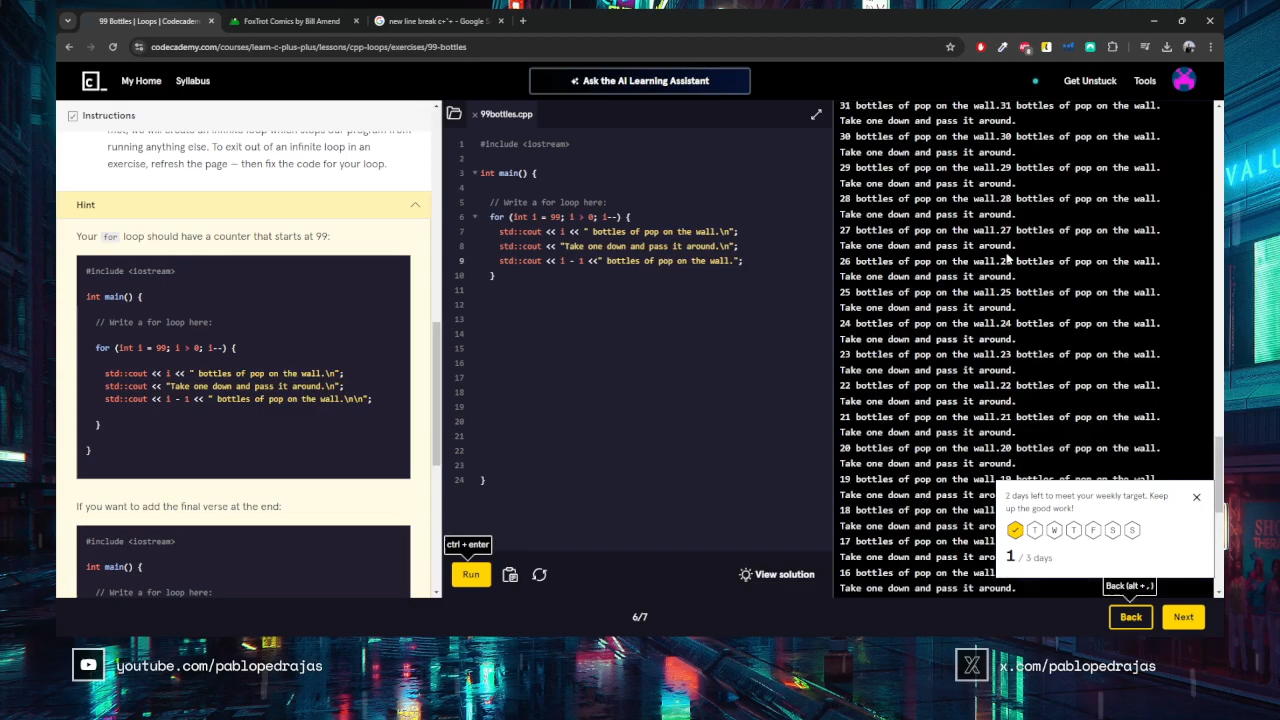 99 Bottles | Loops | Codecadem
FoxTrot Comics by Bill Amend
new line break c++ - Google S
codecademy.com/courses/learn-c-plus-plus/lessons/cpp-loops/exercises/99-bottles
My Home
Syllabus
Ask the AI Learning Assistant
Get Unstuck
Tools
Instructions
met, we will create an infinite loop which stops our program from
running anything else. To exit out of an infinite loop in an
exercise, refresh the page — then fix the code for your loop.
Hint
Your for loop should have a counter that starts at 99:
#include <iostream>
int main() {
// Write a for loop here:
for (int i = 99; i > 0; i--) {
std::cout << i << " bottles of pop on the wall.\n";
std::cout << "Take one down and pass it around.\n";
std::cout << i - 1 << " bottles of pop on the wall.\n\n";
}
}
If you want to add the final verse at the end:
#include <iostream>
int main() {
// Write a for loop here:
99bottles.cpp
1 #include <iostream>
2
3 int main() {
4
5 // Write a for loop here:
6 for (int i = 99; i > 0; i--) {
7 std::cout << i << " bottles of pop on the wall.\n";
8 std::cout << "Take one down and pass it around.\n";
9 std::cout << i - 1 <<" bottles of pop on the wall.";
10 }
11
12
13
14
15
16
17
18
19
20
21
22
23
24 }
ctrl + enter
Run
View solution
31 bottles of pop on the wall.31 bottles of pop on the wall.
Take one down and pass it around.
30 bottles of pop on the wall.30 bottles of pop on the wall.
Take one down and pass it around.
29 bottles of pop on the wall.29 bottles of pop on the wall.
Take one down and pass it around.
28 bottles of pop on the wall.28 bottles of pop on the wall.
Take one down and pass it around.
27 bottles of pop on the wall.27 bottles of pop on the wall.
Take one down and pass it around.
26 bottles of pop on the wall.26 bottles of pop on the wall.
Take one down and pass it around.
25 bottles of pop on the wall.25 bottles of pop on the wall.
Take one down and pass it around.
24 bottles of pop on the wall.24 bottles of pop on the wall.
Take one down and pass it around.
23 bottles of pop on the wall.23 bottles of pop on the wall.
Take one down and pass it around.
22 bottles of pop on the wall.22 bottles of pop on the wall.
Take one down and pass it around.
21 bottles of pop on the wall.21 bottles of pop on the wall.
Take one down and pass it around.
20 bottles of pop on the wall.20 bottles of pop on the wall.
Take one down and pass it around.
19 bottles of pop on the wall.19 bottles of pop on the wall.
Take one down and pass
18 bottles of pop on the
Take one down and pass
17 bottles of pop on the
Take one down and pass
16 bottles of pop on the
Take one down and pass it around.
2 days left to meet your weekly target. Keep
up the good work!
T W T F S S
1 / 3 days
Back (alt + ,)
6/7
Back
Next
youtube.com/pablopedrajas
x.com/pablopedrajas
VALU